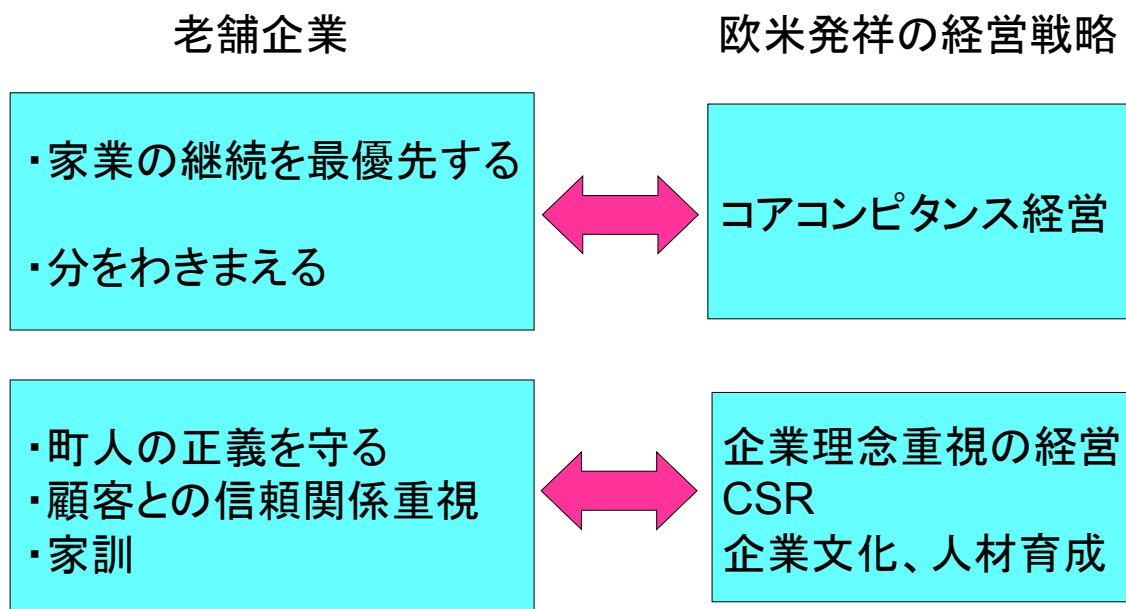 老舗企業
欧米発祥の経営戦略
・家業の継続を最優先する
・分をわきまえる
コアコンピタンス経営
・町人の正義を守る
・顧客との信頼関係重視
・家訓
企業理念重視の経営
CSR
企業文化、人材育成